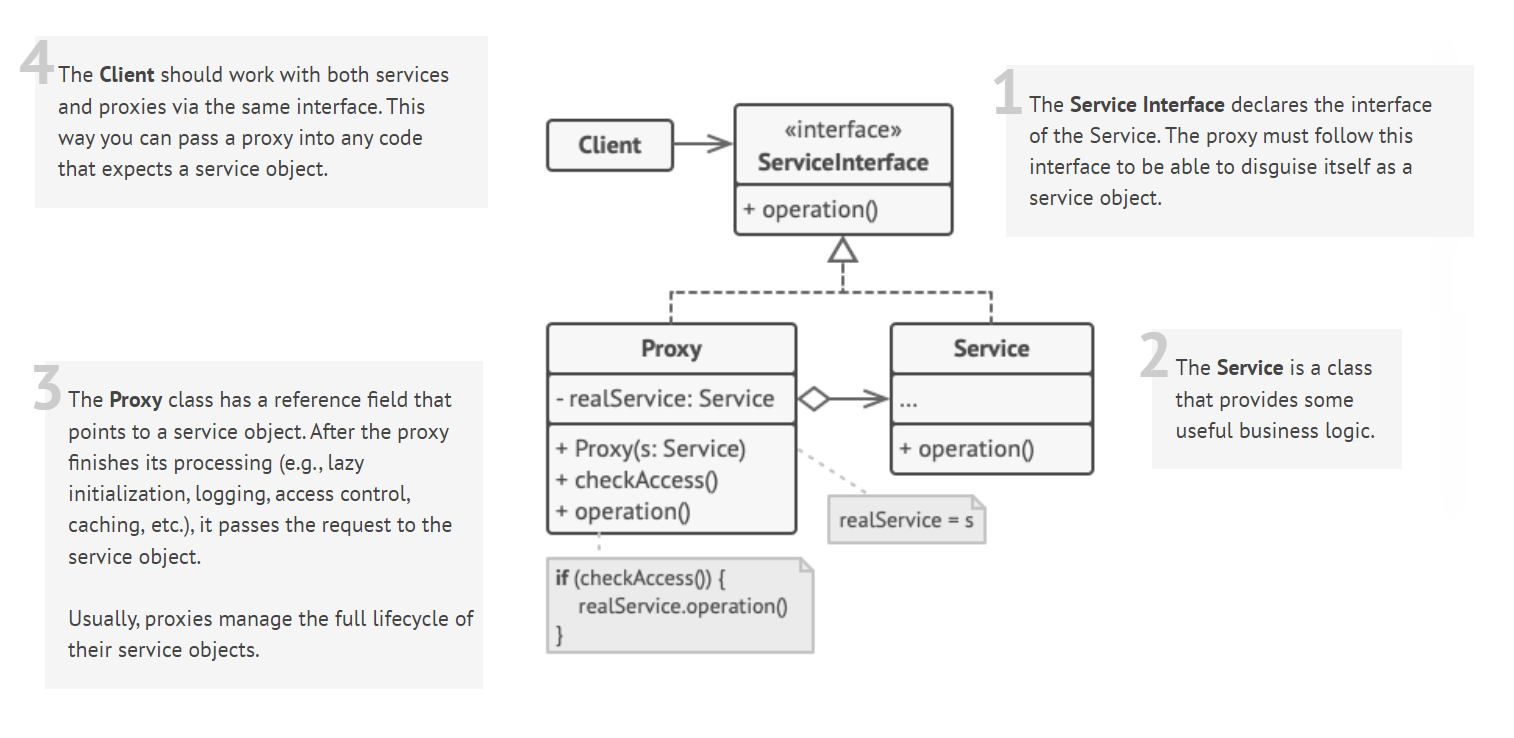 4
The Client should work with both services
and proxies via the same interface. This
way you can pass a proxy into any code
that expects a service object.
Client
«interface»
ServiceInterface
+ operation()
1
The Service Interface declares the interface
of the Service. The proxy must follow this
interface to be able to disguise itself as a
service object.
3
The Proxy class has a reference field that
points to a service object. After the proxy
finishes its processing (e.g., lazy
initialization, logging, access control,
caching, etc.), it passes the request to the
service object.
Usually, proxies manage the full lifecycle of
their service objects.
Proxy
- realService: Service
+ Proxy(s: Service)
+ checkAccess()
+ operation()
if (checkAccess()) {
realService.operation()
}
Service
...
+ operation()
realService = s
2
The Service is a class
that provides some
useful business logic.